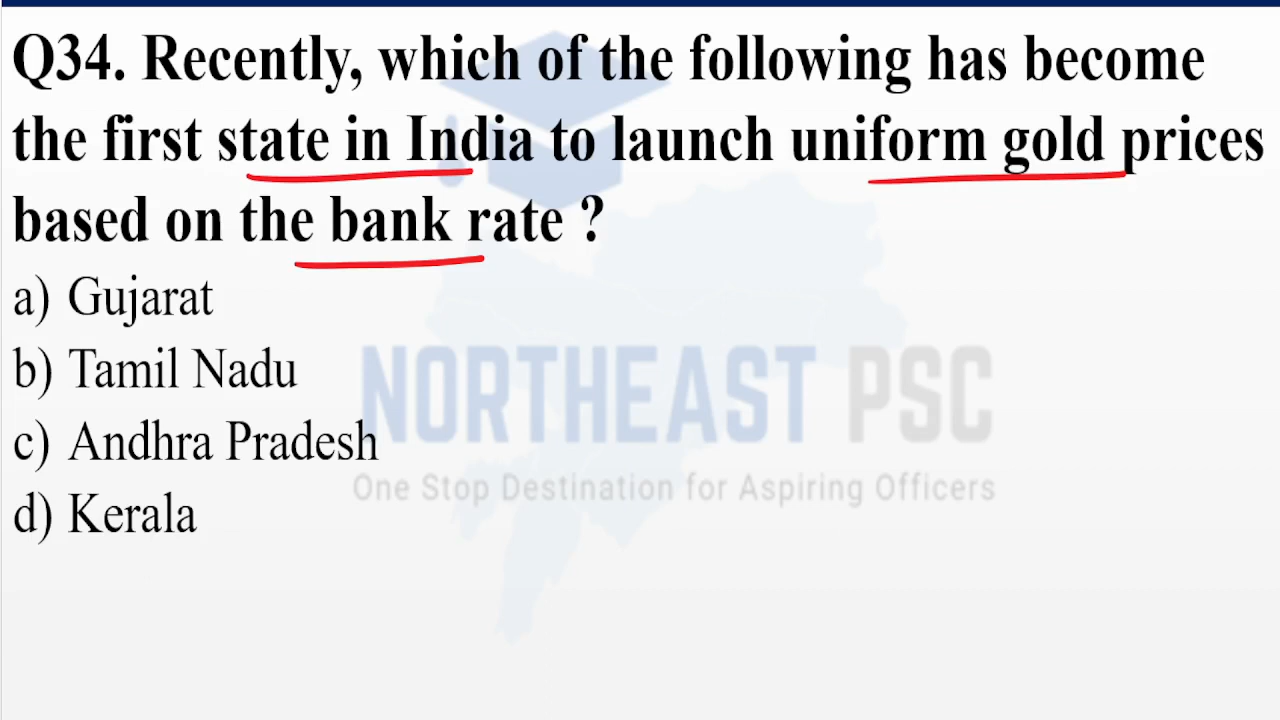 Q34. Recently, which of the following has become
the first state in India to launch uniform gold prices
based on the bank rate ?
a) Gujarat
b) Tamil Nadu
c) Andhra Pradesh
d) Kerala
NORTHEAST PSC
One Stop Destination for Aspiring Officers